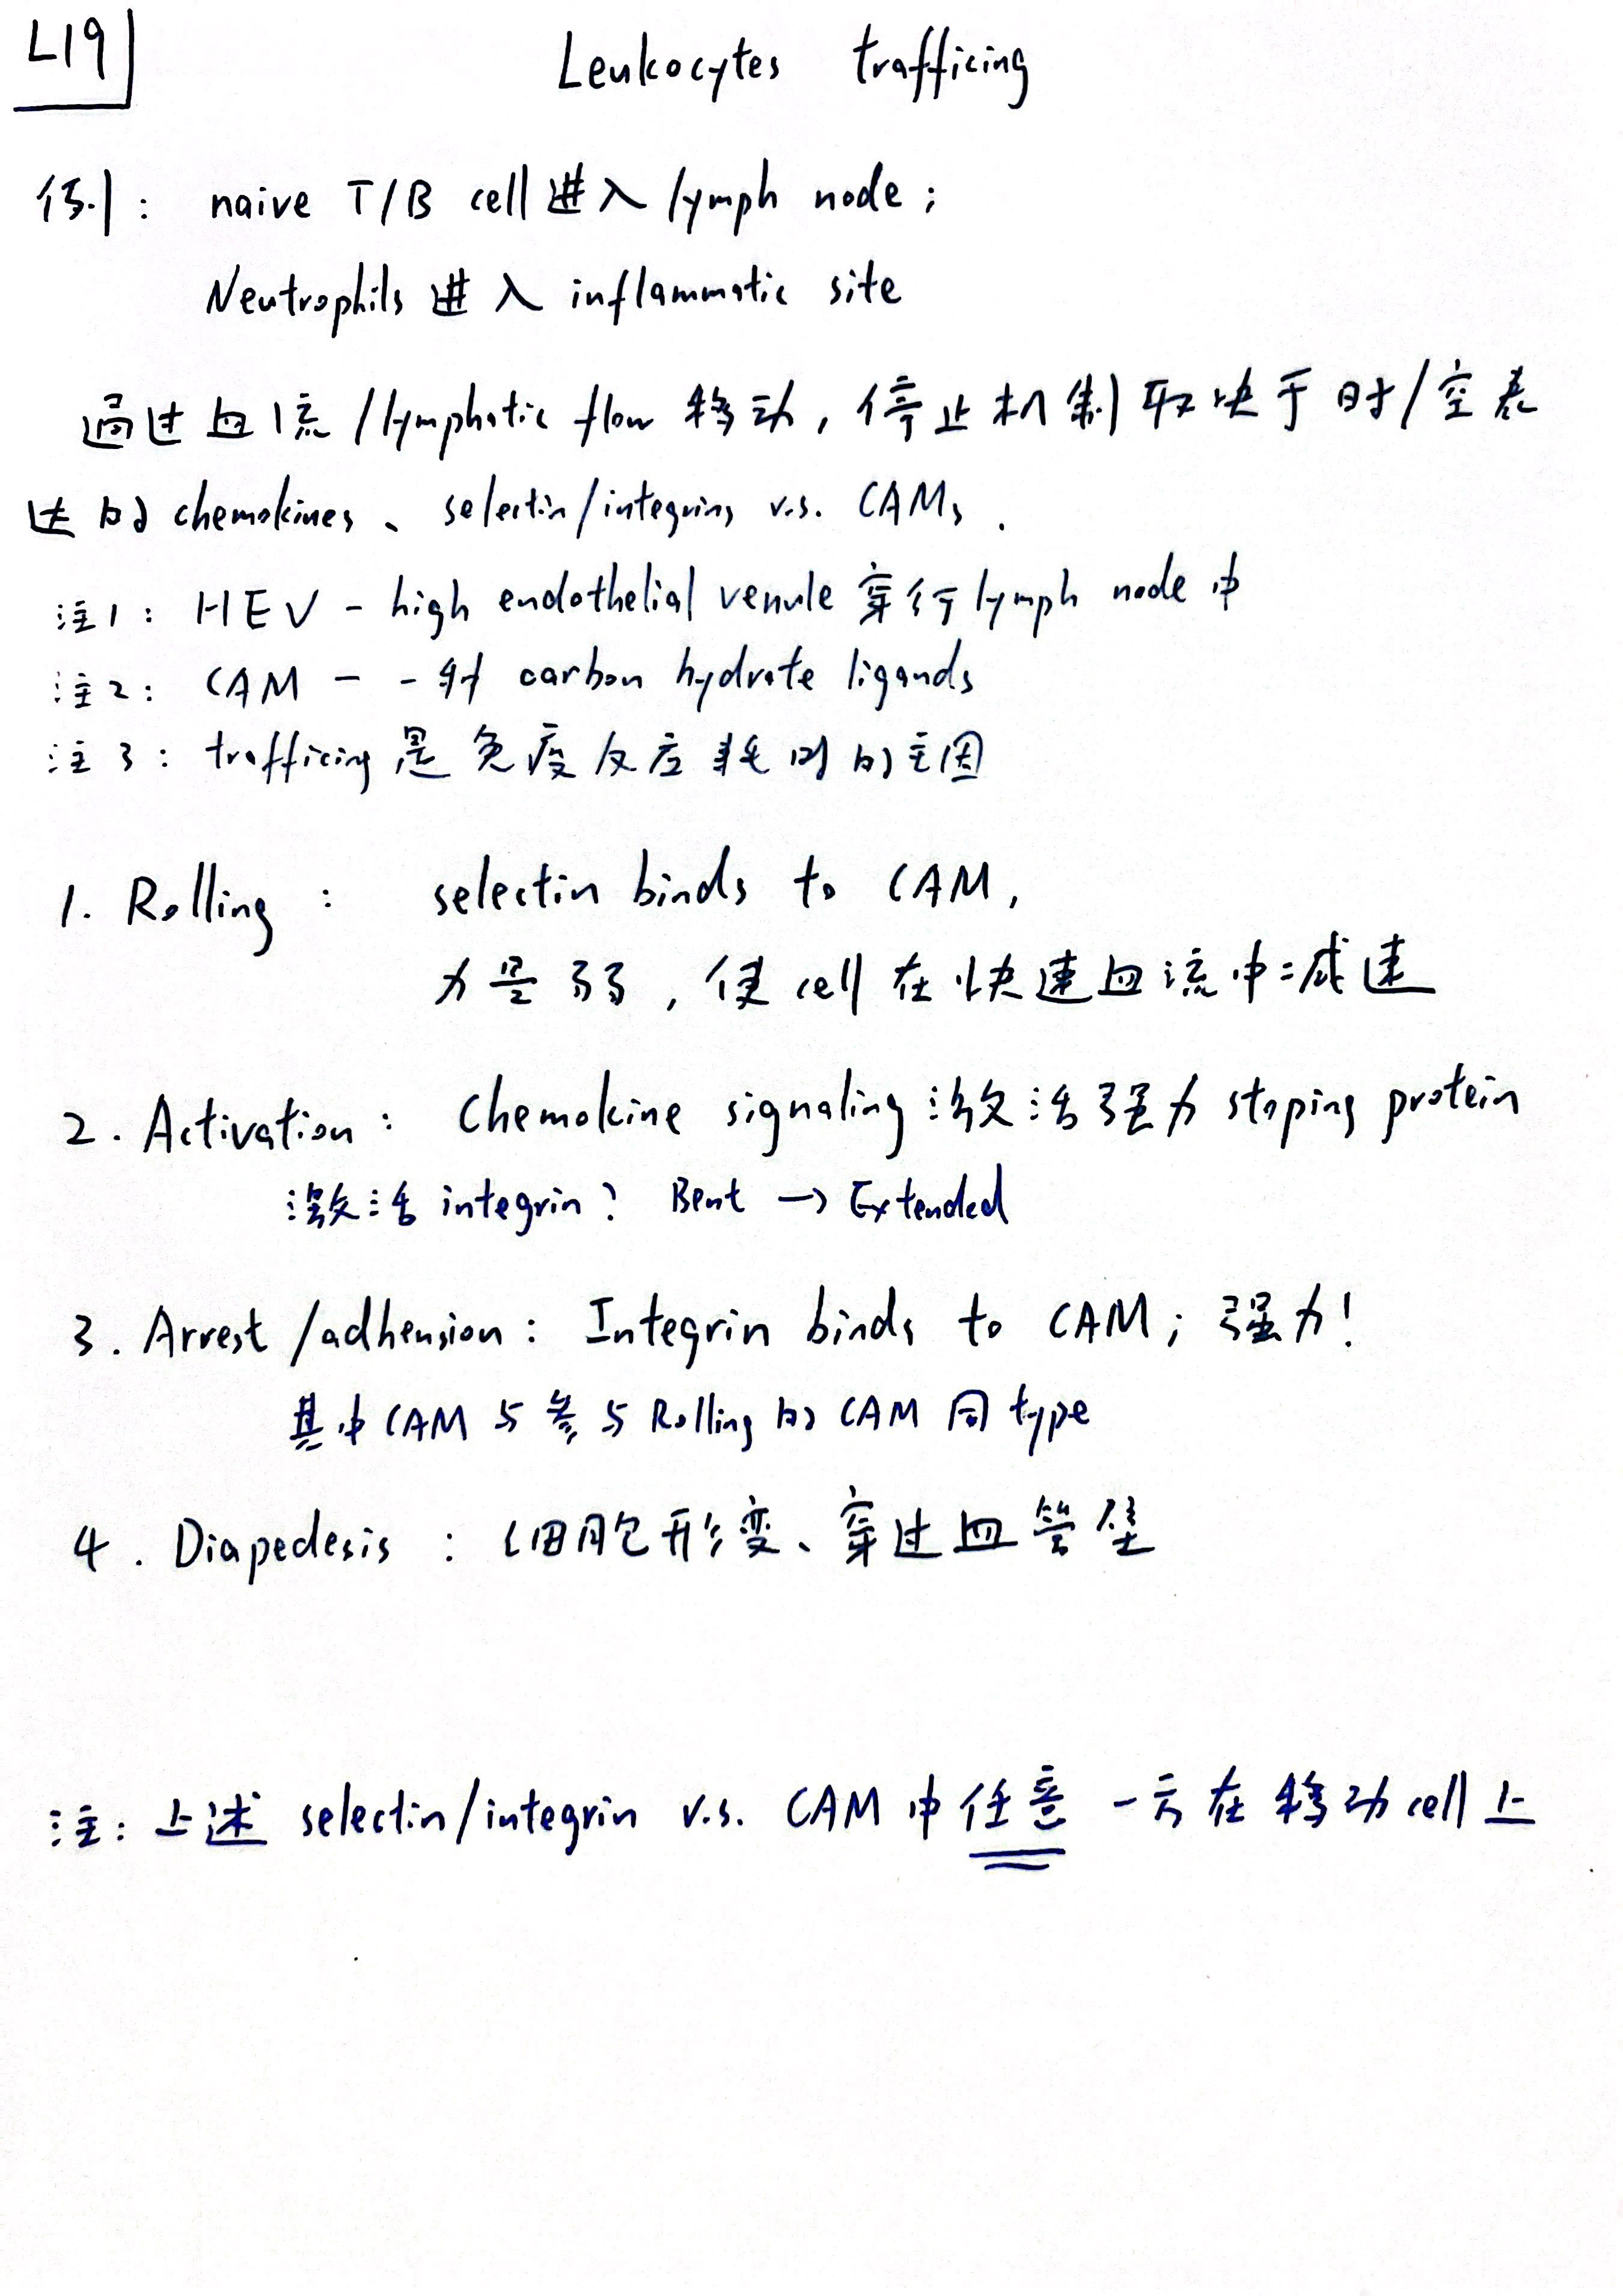 L19
Leukocytes trafficing
例: naive T/B cell 进入 lymph node;
Neutrophils 进入 inflammatic site
通过血流/lymphatic flow 移动, 停止机制取决于时/空表
达的 chemokines、selectin/integrins v.s. CAMs.
注1: HEV - high endothelial venule 穿行 lymph node 中
注2: CAM - 一种 carbon hydrate ligands
注3: trafficing 是免疫反应耗时的主因
1. Rolling: selectin binds to CAM,
力量弱, 使 cell 在快速血流中减速
2. Activation: Chemokine signaling 激活强力 stoping protein
激活 integrin? Bent → Extended
3. Arrest/adhension: Integrin binds to CAM; 强力!
其中 CAM 与参与 Rolling 的 CAM 同 type
4. Diapedesis: 细胞形变、穿过血管壁
注: 上述 selectin/integrin v.s. CAM 中任意一方在移动 cell 上